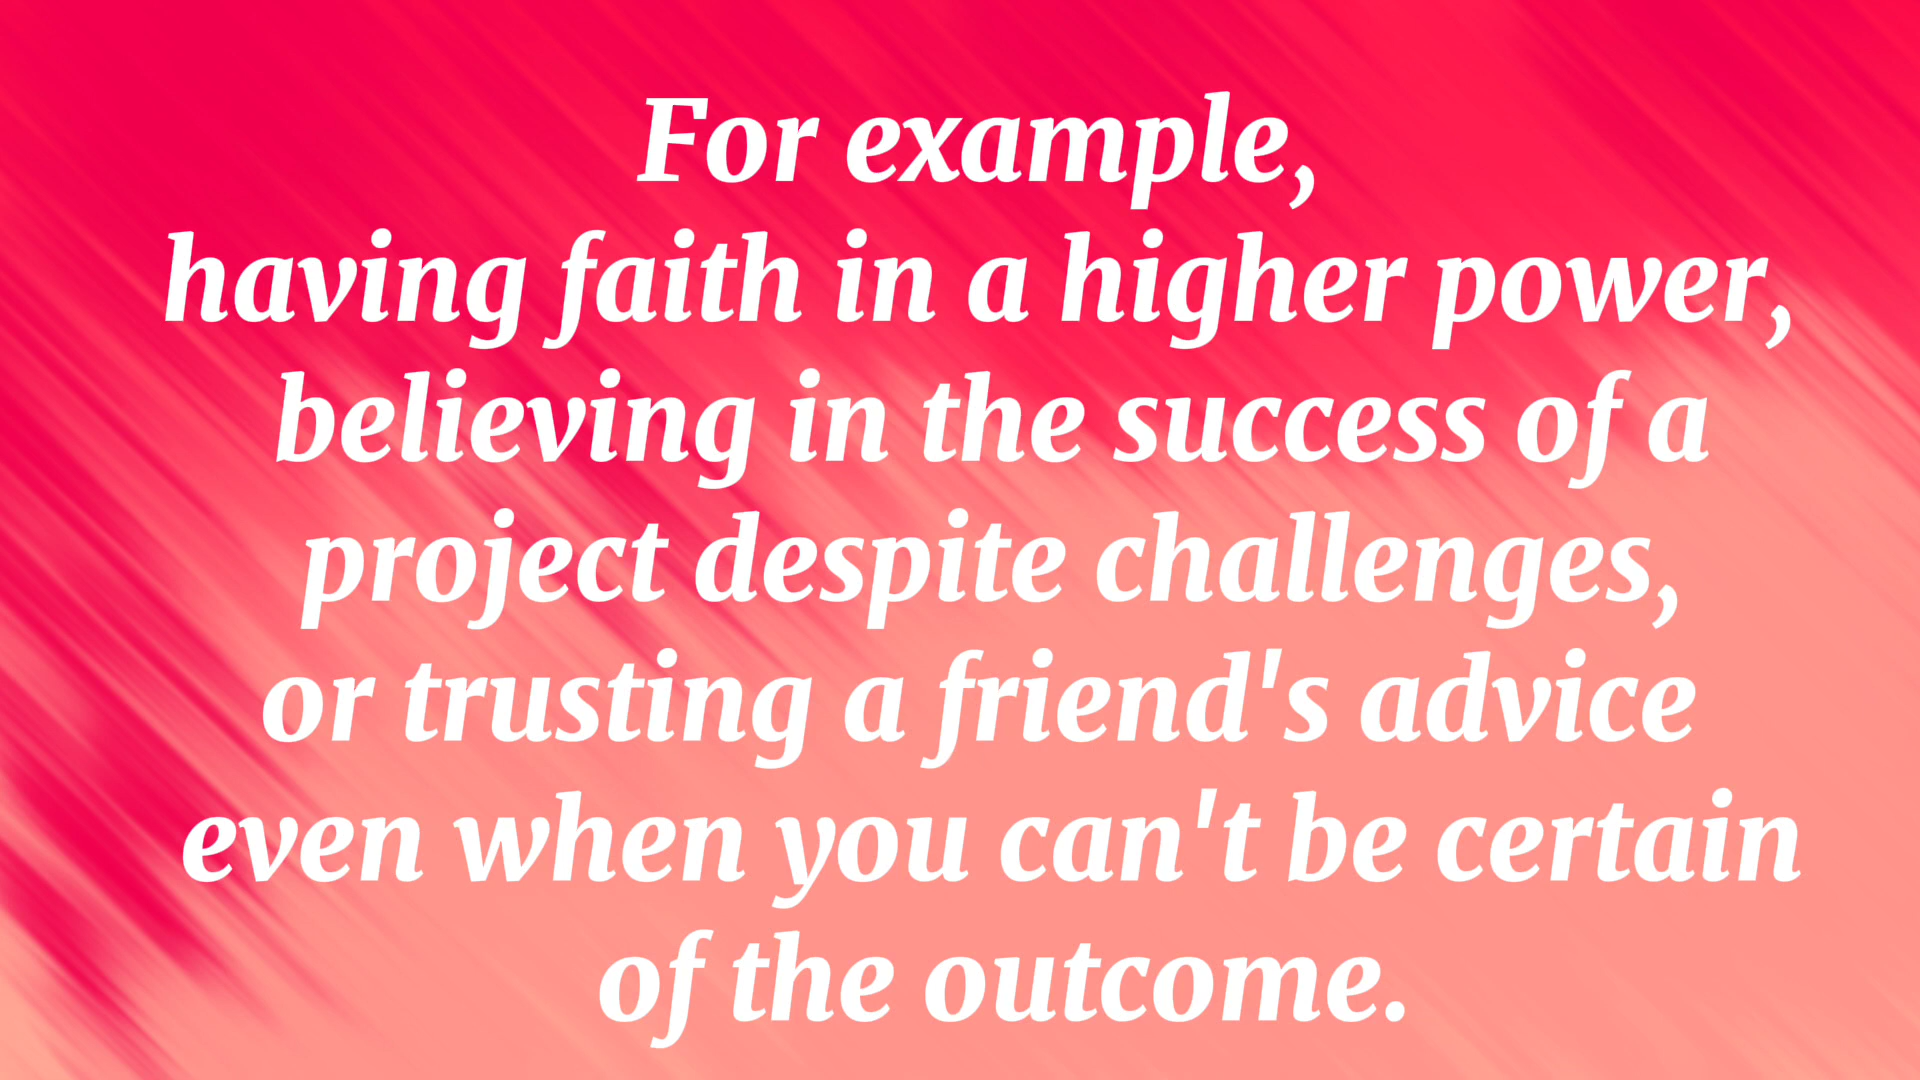 For example,
having faith in a higher power,
believing in the success of a
project despite challenges,
or trusting a friend's advice
even when you can't be certain
of the outcome.